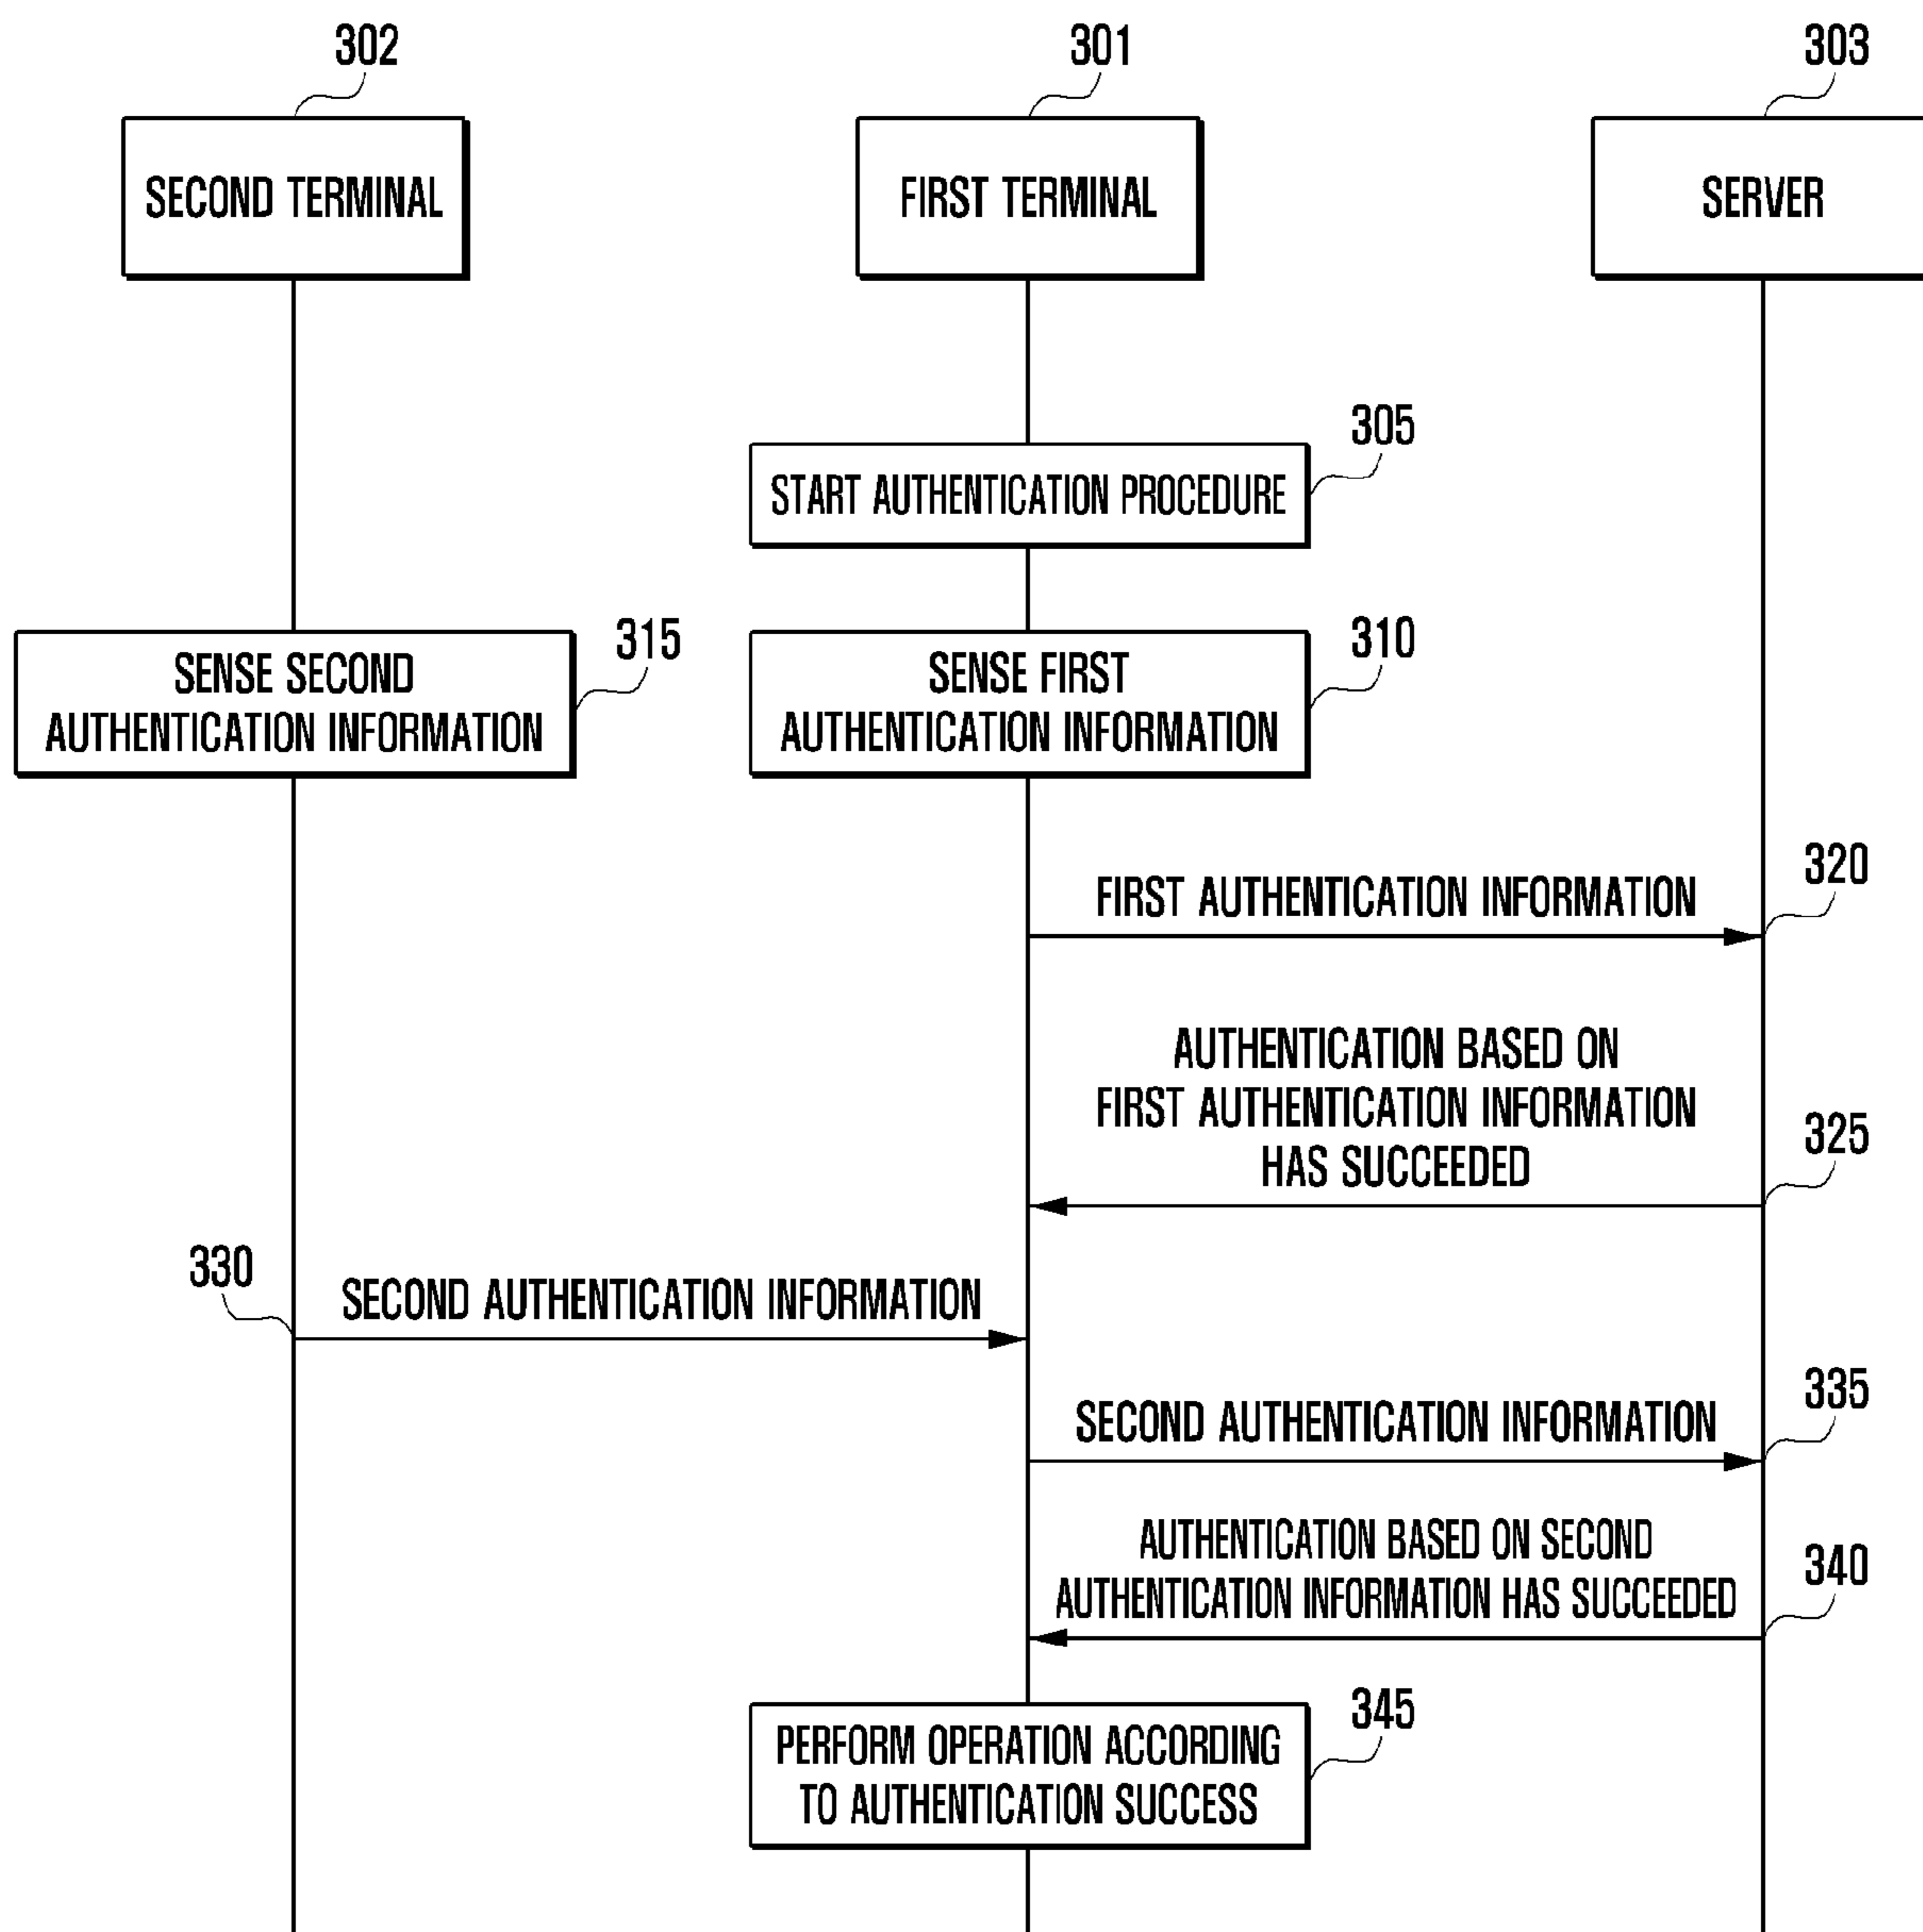 302
301
303
SECOND TERMINAL
FIRST TERMINAL
SERVER
305
START AUTHENTICATION PROCEDURE
315
SENSE SECOND
AUTHENTICATION INFORMATION
310
SENSE FIRST
AUTHENTICATION INFORMATION
320
FIRST AUTHENTICATION INFORMATION
AUTHENTICATION BASED ON
FIRST AUTHENTICATION INFORMATION
HAS SUCCEEDED
325
330
SECOND AUTHENTICATION INFORMATION
335
SECOND AUTHENTICATION INFORMATION
AUTHENTICATION BASED ON SECOND
AUTHENTICATION INFORMATION HAS SUCCEEDED
340
345
PERFORM OPERATION ACCORDING
TO AUTHENTICATION SUCCESS